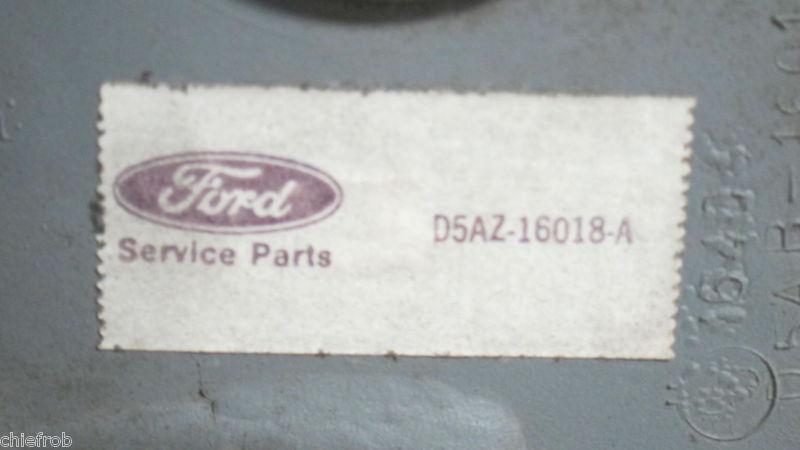 Ford
Service Parts
D5AZ-16018-A
chiefrob